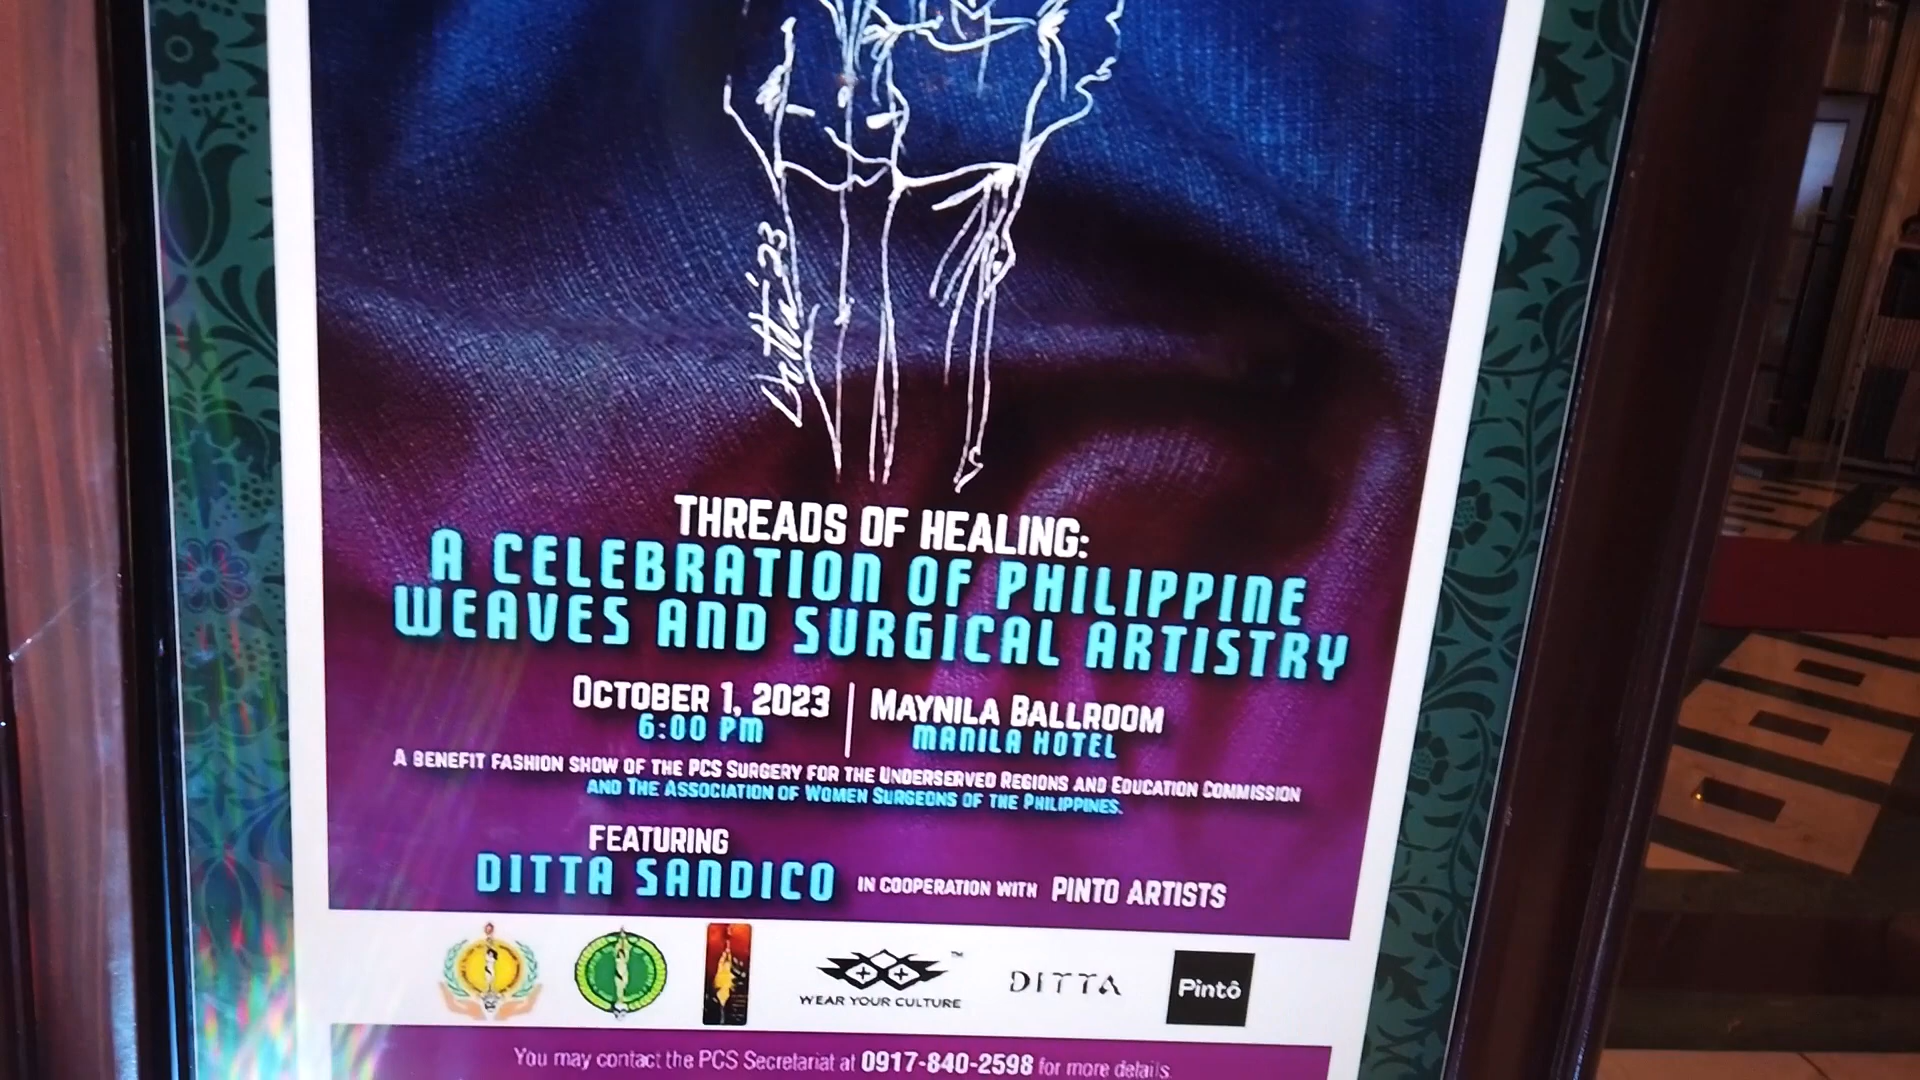 Ditta '23
THREADS OF HEALING:
A CELEBRATION OF PHILIPPINE
WEAVES AND SURGICAL ARTISTRY
OCTOBER 1, 2023 | MAYNILA BALLROOM
6:00 PM MANILA HOTEL
A BENEFIT FASHION SHOW OF THE PCS SURGERY FOR THE UNDERSERVED REGIONS AND EDUCATION COMMISSION
AND THE ASSOCIATION OF WOMEN SURGEONS OF THE PHILIPPINES.
FEATURING
DITTA SANDICO IN COOPERATION WITH PINTO ARTISTS
WEAR YOUR CULTURE ™
DITTA
Pintô
You may contact the PCS Secretariat at 0917-840-2598 for more details.